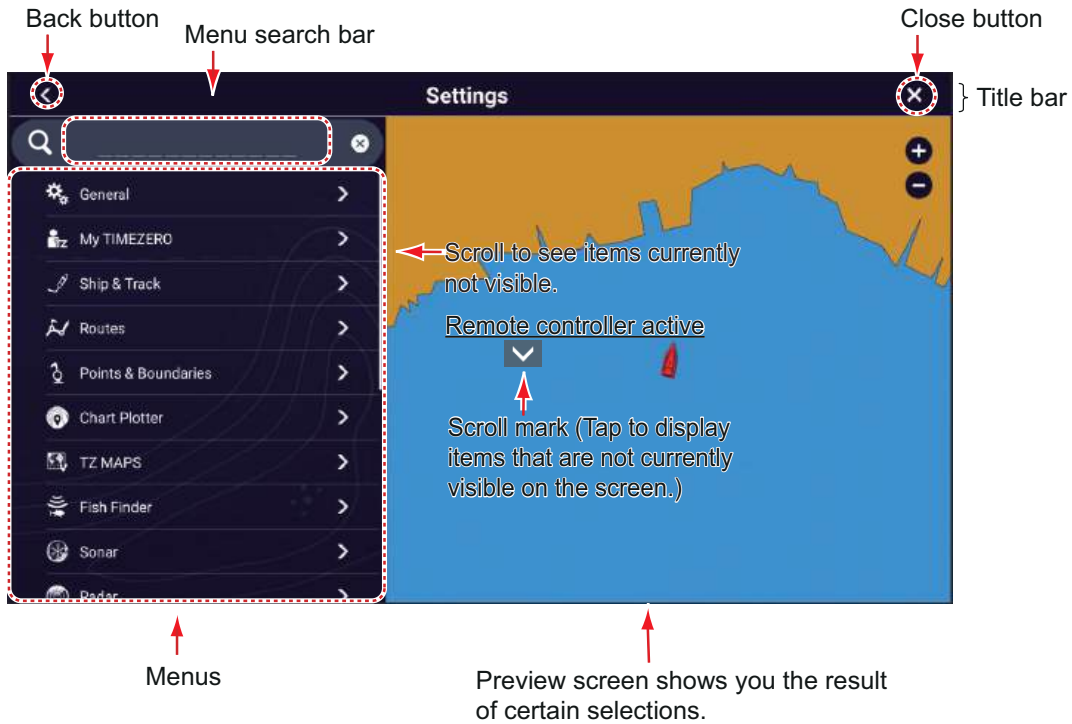 Back button
Menu search bar
Close button
Settings
Title bar
General
My TIMEZERO
Ship & Track
Routes
Points & Boundaries
Chart Plotter
TZ MAPS
Fish Finder
Sonar
Radar
Scroll to see items currently
not visible.
Remote controller active
Scroll mark (Tap to display
items that are not currently
visible on the screen.)
Menus
Preview screen shows you the result
of certain selections.